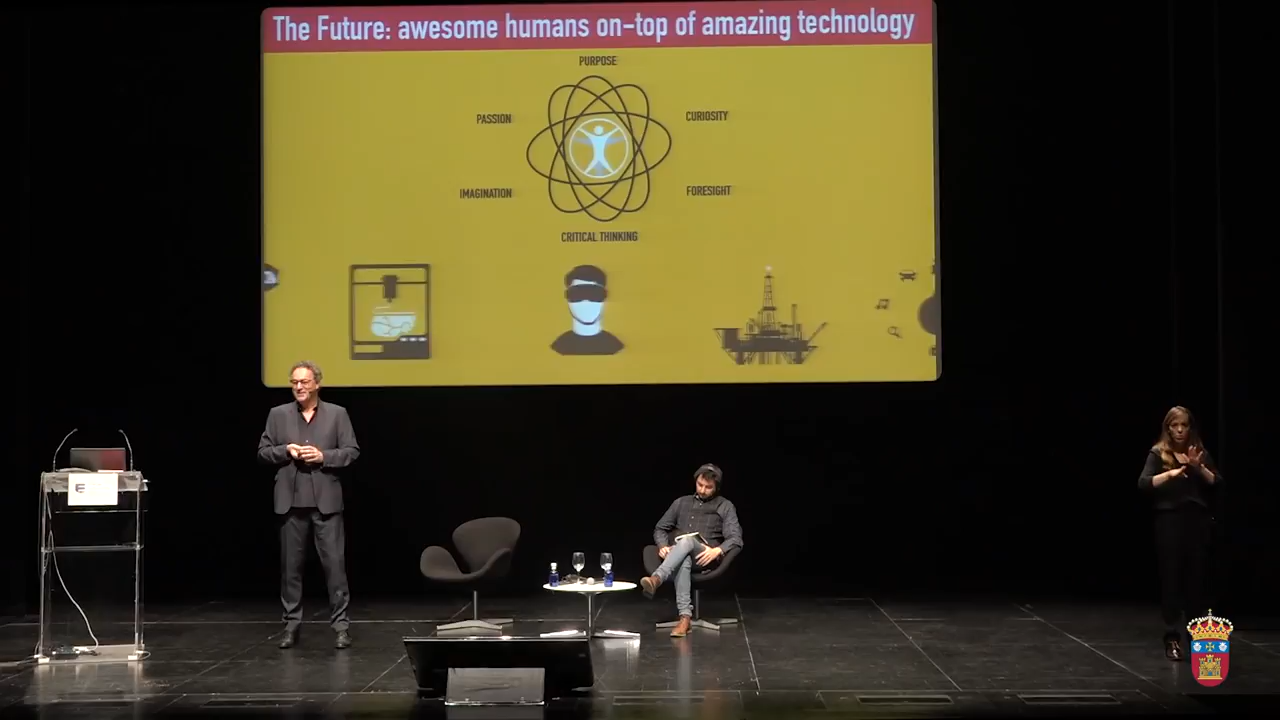 The Future: awesome humans on-top of amazing technology
PURPOSE
PASSION
CURIOSITY
IMAGINATION
FORESIGHT
CRITICAL THINKING